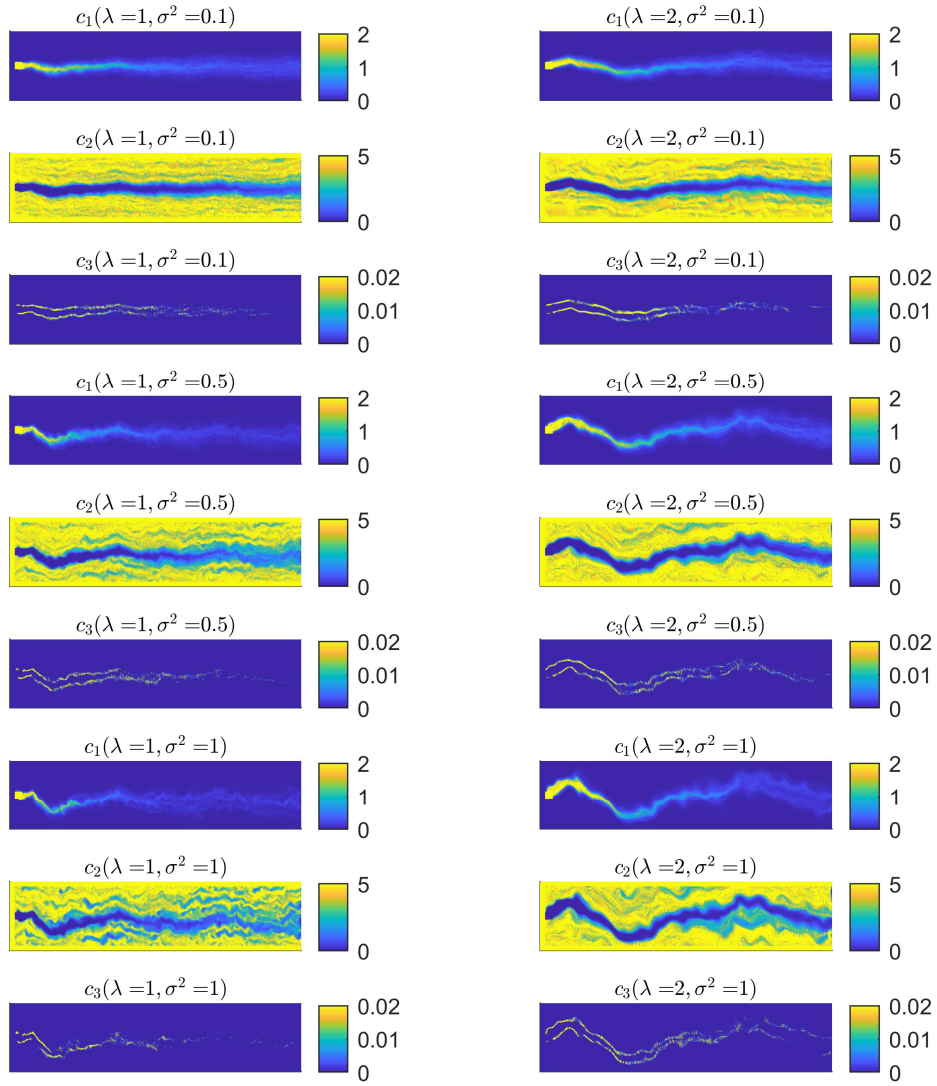 c₁(λ =1, σ² =0.1)
2
1
0
c₁(λ =2, σ² =0.1)
2
1
0
c₂(λ =1, σ² =0.1)
5
0
c₂(λ =2, σ² =0.1)
5
0
c₃(λ =1, σ² =0.1)
0.02
0.01
0
c₃(λ =2, σ² =0.1)
0.02
0.01
0
c₁(λ =1, σ² =0.5)
2
1
0
c₁(λ =2, σ² =0.5)
2
1
0
c₂(λ =1, σ² =0.5)
5
0
c₂(λ =2, σ² =0.5)
5
0
c₃(λ =1, σ² =0.5)
0.02
0.01
0
c₃(λ =2, σ² =0.5)
0.02
0.01
0
c₁(λ =1, σ² =1)
2
1
0
c₁(λ =2, σ² =1)
2
1
0
c₂(λ =1, σ² =1)
5
0
c₂(λ =2, σ² =1)
5
0
c₃(λ =1, σ² =1)
0.02
0.01
0
c₃(λ =2, σ² =1)
0.02
0.01
0